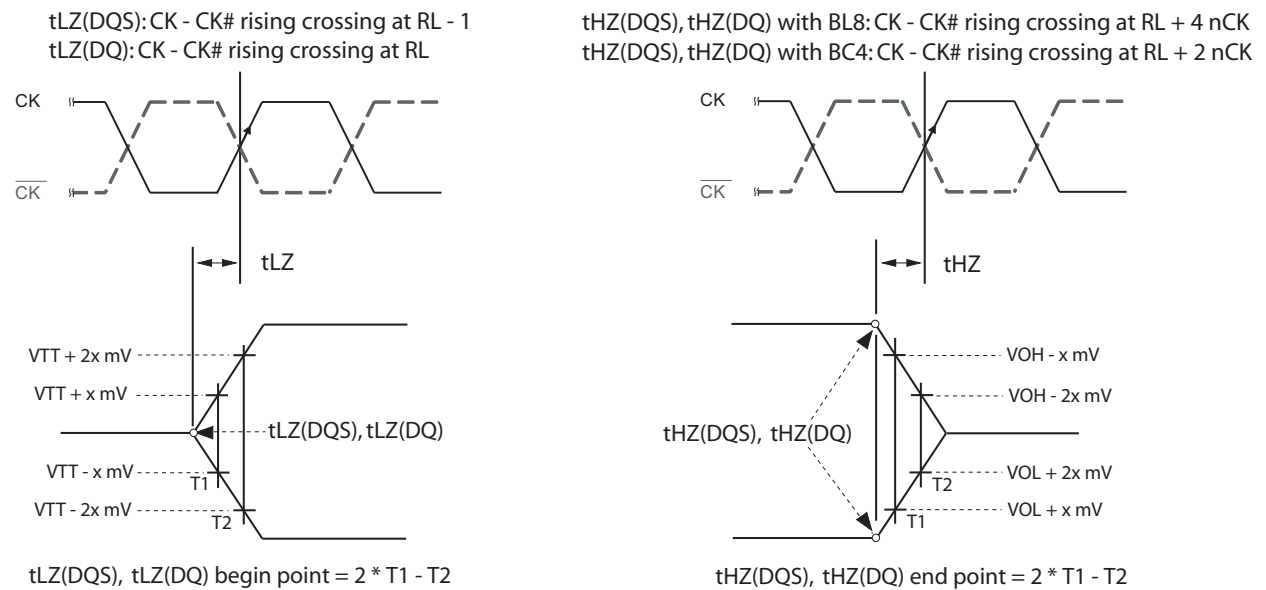 tLZ(DQS): CK - CK# rising crossing at RL - 1
tLZ(DQ): CK - CK# rising crossing at RL
CK
CK
tLZ
VTT + 2x mV
VTT + x mV
tLZ(DQS), tLZ(DQ)
VTT - x mV
T1
VTT - 2x mV
T2
tLZ(DQS), tLZ(DQ) begin point = 2 * T1 - T2
tHZ(DQS), tHZ(DQ) with BL8: CK - CK# rising crossing at RL + 4 nCK
tHZ(DQS), tHZ(DQ) with BC4: CK - CK# rising crossing at RL + 2 nCK
CK
CK
tHZ
VOH - x mV
VOH - 2x mV
tHZ(DQS), tHZ(DQ)
VOL + 2x mV
T2
VOL + x mV
T1
tHZ(DQS), tHZ(DQ) end point = 2 * T1 - T2